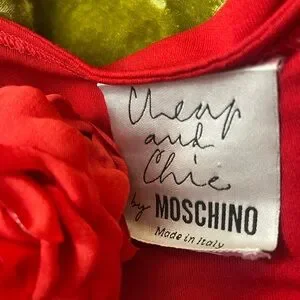 Cheap
and
Chic
by MOSCHINO
Made in Italy